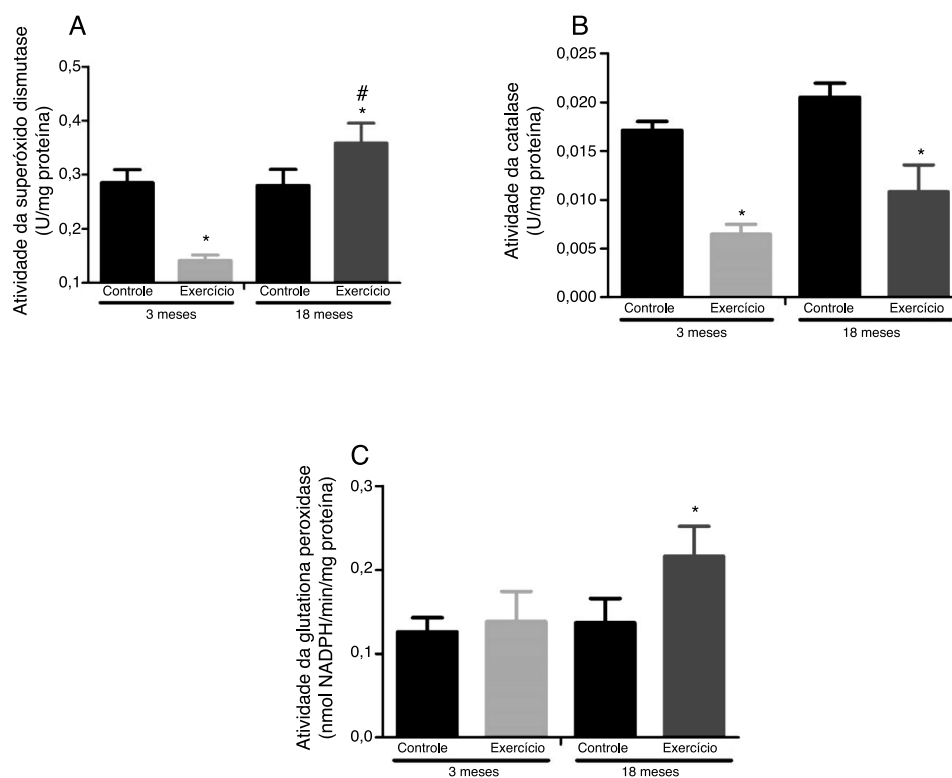 A
Atividade da superóxido dismutase
(U/mg proteína)
0,5
0,4
0,3
0,2
0,1
#
*
*
Controle Exercício Controle Exercício
3 meses 18 meses
B
Atividade da catalase
(U/mg proteína)
0,025
0,020
0,015
0,010
0,005
0,000
*
*
Controle Exercício Controle Exercício
3 meses 18 meses
C
Atividade da glutationa peroxidase
(nmol NADPH/min/mg proteína)
0,3
0,2
0,1
0,0
*
Controle Exercício Controle Exercício
3 meses 18 meses